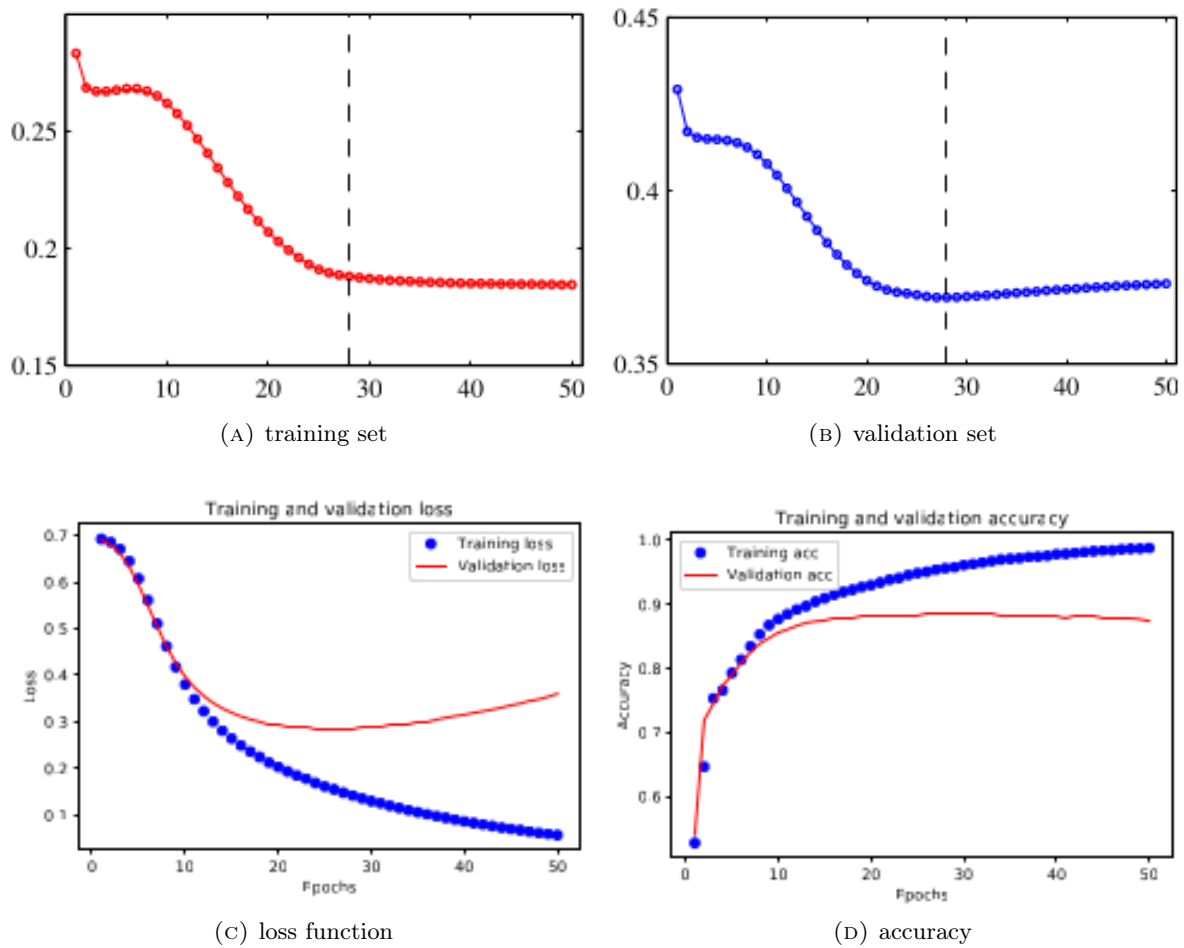 0.25
0.2
0.15
0 10 20 30 40 50
(A) training set
0.45
0.4
0.35
0 10 20 30 40 50
(B) validation set
Training and validation loss
Training loss
Validation loss
0.7
0.6
0.5
0.4
0.3
0.2
0.1
Loss
0 10 20 30 40 50
Epochs
(C) loss function
Training and validation accuracy
Training acc
Validation acc
1.0
0.9
0.8
0.7
0.6
Accuracy
0 10 20 30 40 50
Epochs
(D) accuracy